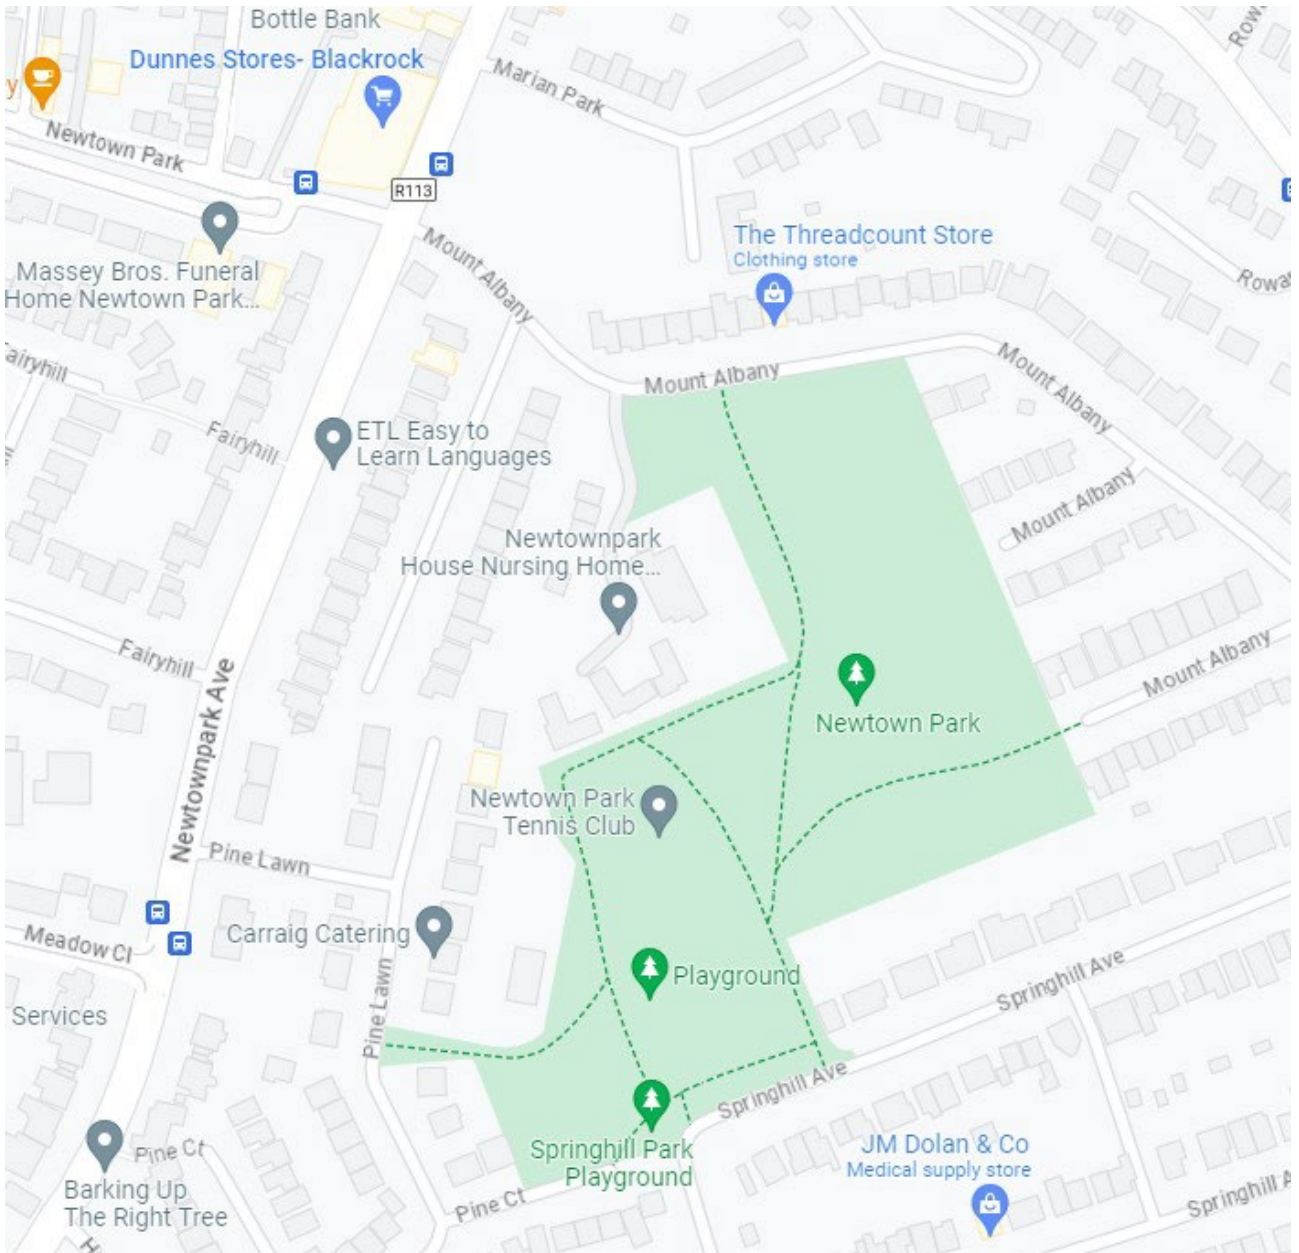 Bottle Bank
Dunnes Stores- Blackrock
Marian Park
Newtown Park
R113
Mount Albany
The Threadcount Store
Clothing store
Massey Bros. Funeral
Home Newtown Park...
Mount Albany
Mount Albany
Fairyhill
ETL Easy to
Learn Languages
Mount Albany
Newtownpark
House Nursing Home...
Fairyhill
Newtownpark Ave
Mount Albany
Newtown Park
Newtown Park
Tennis Club
Pine Lawn
Carraig Catering
Meadow Cl
Playground
Springhill Ave
Services
Pine Lawn
Springhill Ave
Springhill Park
Playground
JM Dolan & Co
Medical supply store
Pine Ct
Barking Up
The Right Tree
Pine Ct
Springhill A